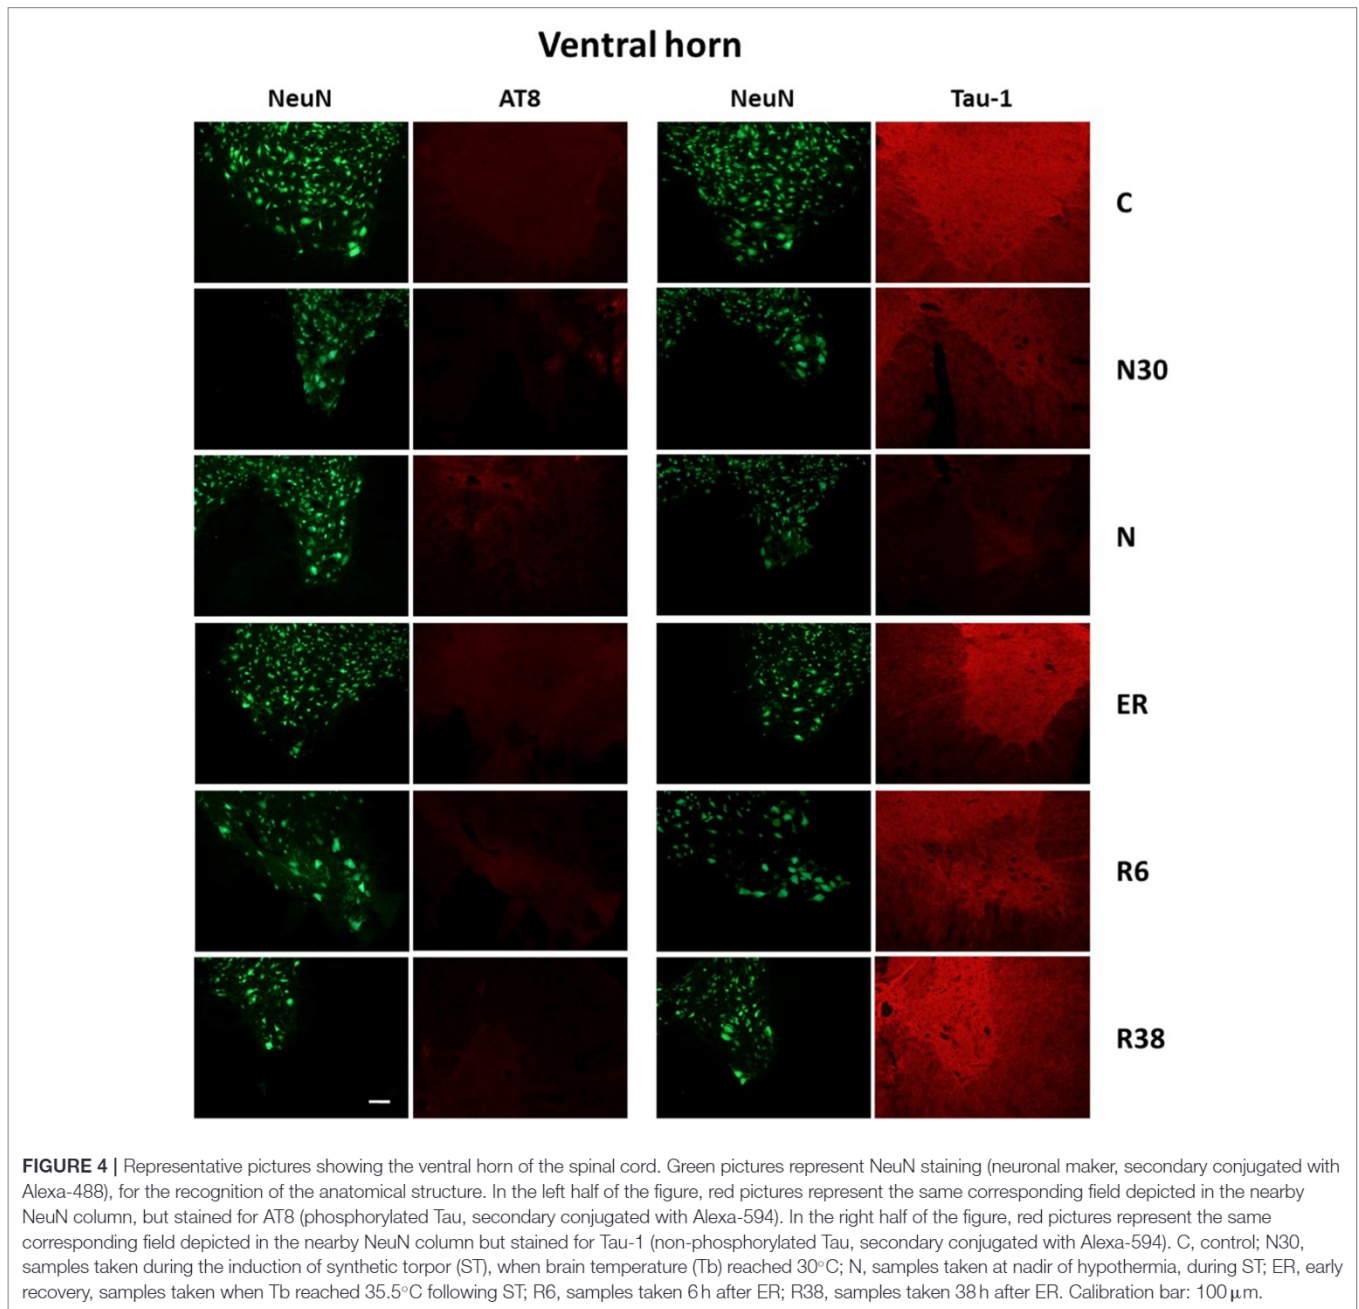 Ventral horn
NeuN AT8 NeuN Tau-1
C
N30
N
ER
R6
R38
FIGURE 4 | Representative pictures showing the ventral horn of the spinal cord. Green pictures represent NeuN staining (neuronal maker, secondary conjugated with
Alexa-488), for the recognition of the anatomical structure. In the left half of the figure, red pictures represent the same corresponding field depicted in the nearby
NeuN column, but stained for AT8 (phosphorylated Tau, secondary conjugated with Alexa-594). In the right half of the figure, red pictures represent the same
corresponding field depicted in the nearby NeuN column but stained for Tau-1 (non-phosphorylated Tau, secondary conjugated with Alexa-594). C, control; N30,
samples taken during the induction of synthetic torpor (ST), when brain temperature (Tb) reached 30°C; N, samples taken at nadir of hypothermia, during ST; ER, early
recovery, samples taken when Tb reached 35.5°C following ST; R6, samples taken 6 h after ER; R38, samples taken 38 h after ER. Calibration bar: 100 μm.